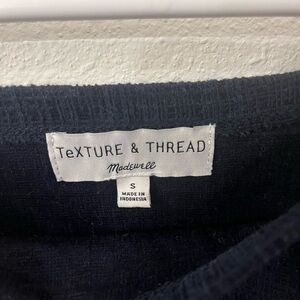 TeXTURE & THREAD
Madewell
S
MADE IN
INDONESIA